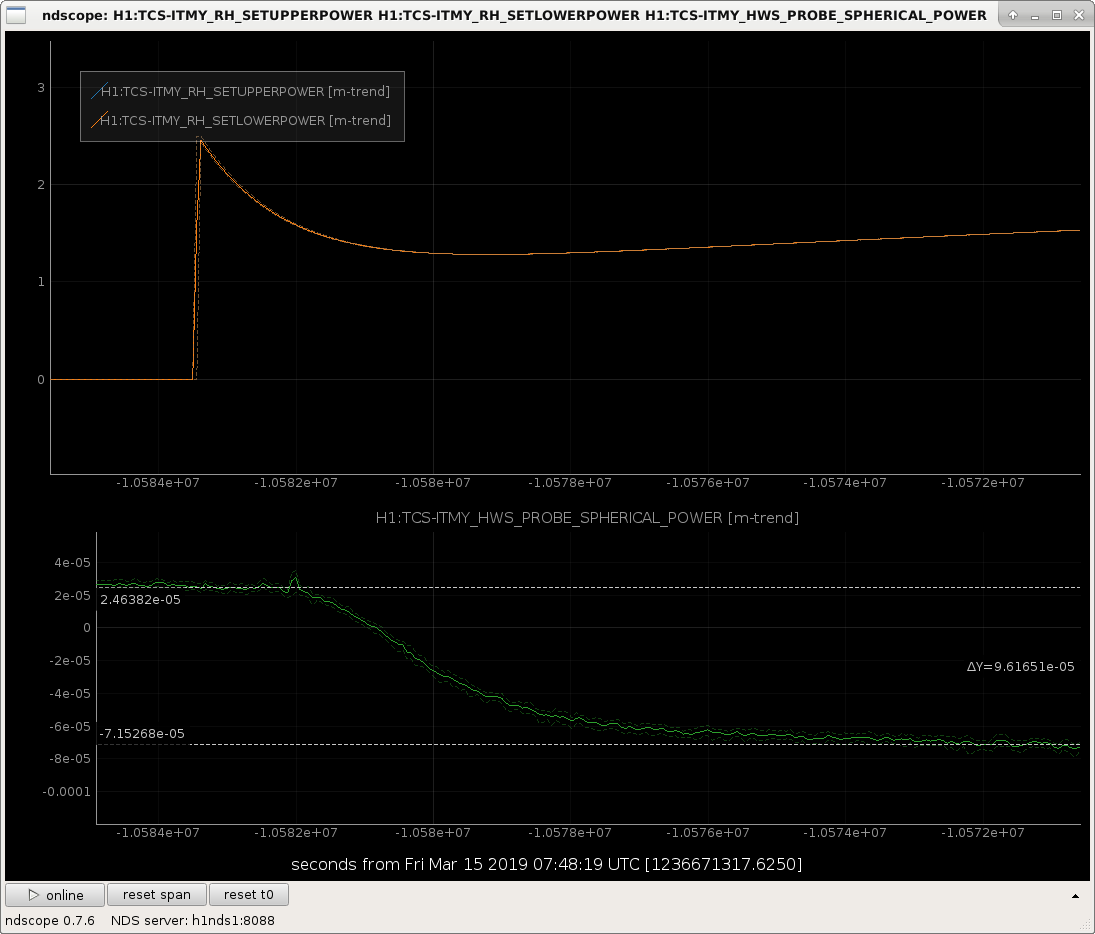 ndscope: H1:TCS-ITMY_RH_SETUPPERPOWER H1:TCS-ITMY_RH_SETLOWERPOWER H1:TCS-ITMY_HWS_PROBE_SPHERICAL_POWER
3
H1:TCS-ITMY_RH_SETUPPERPOWER [m-trend]
H1:TCS-ITMY_RH_SETLOWERPOWER [m-trend]
2
1
0
-1.0584e+07 -1.0582e+07 -1.058e+07 -1.0578e+07 -1.0576e+07 -1.0574e+07 -1.0572e+07
H1:TCS-ITMY_HWS_PROBE_SPHERICAL_POWER [m-trend]
4e-05
2e-05
2.46382e-05
0
-2e-05
ΔY=9.61651e-05
-4e-05
-6e-05
-7.15268e-05
-8e-05
-0.0001
-1.0584e+07 -1.0582e+07 -1.058e+07 -1.0578e+07 -1.0576e+07 -1.0574e+07 -1.0572e+07
seconds from Fri Mar 15 2019 07:48:19 UTC [1236671317.6250]
online reset span reset t0
ndscope 0.7.6 NDS server: h1nds1:8088